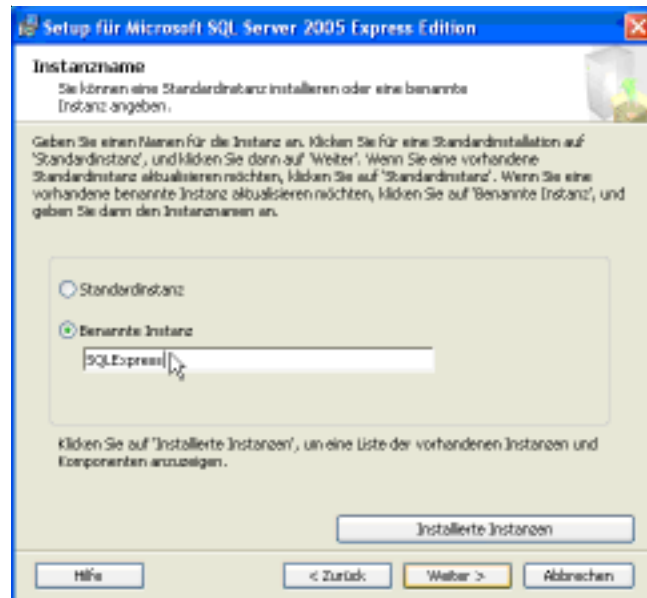 Setup für Microsoft SQL Server 2005 Express Edition
Instanzname
Sie können eine Standardinstanz installieren oder eine benannte
Instanz angeben.
Geben Sie einen Namen für die Instanz an. Klicken Sie für eine Standardinstallation auf
'Standardinstanz', und klicken Sie dann auf 'Weiter'. Wenn Sie eine vorhandene
Standardinstanz aktualisieren möchten, klicken Sie auf 'Standardinstanz'. Wenn Sie eine
vorhandene benannte Instanz aktualisieren möchten, klicken Sie auf 'Benannte Instanz', und
geben Sie dann den Instanznamen an.
Standardinstanz
Benannte Instanz
SQLExpress
Klicken Sie auf 'Installierte Instanzen', um eine Liste der vorhandenen Instanzen und
Komponenten anzuzeigen.
Installierte Instanzen
Hilfe
< Zurück
Weiter >
Abbrechen